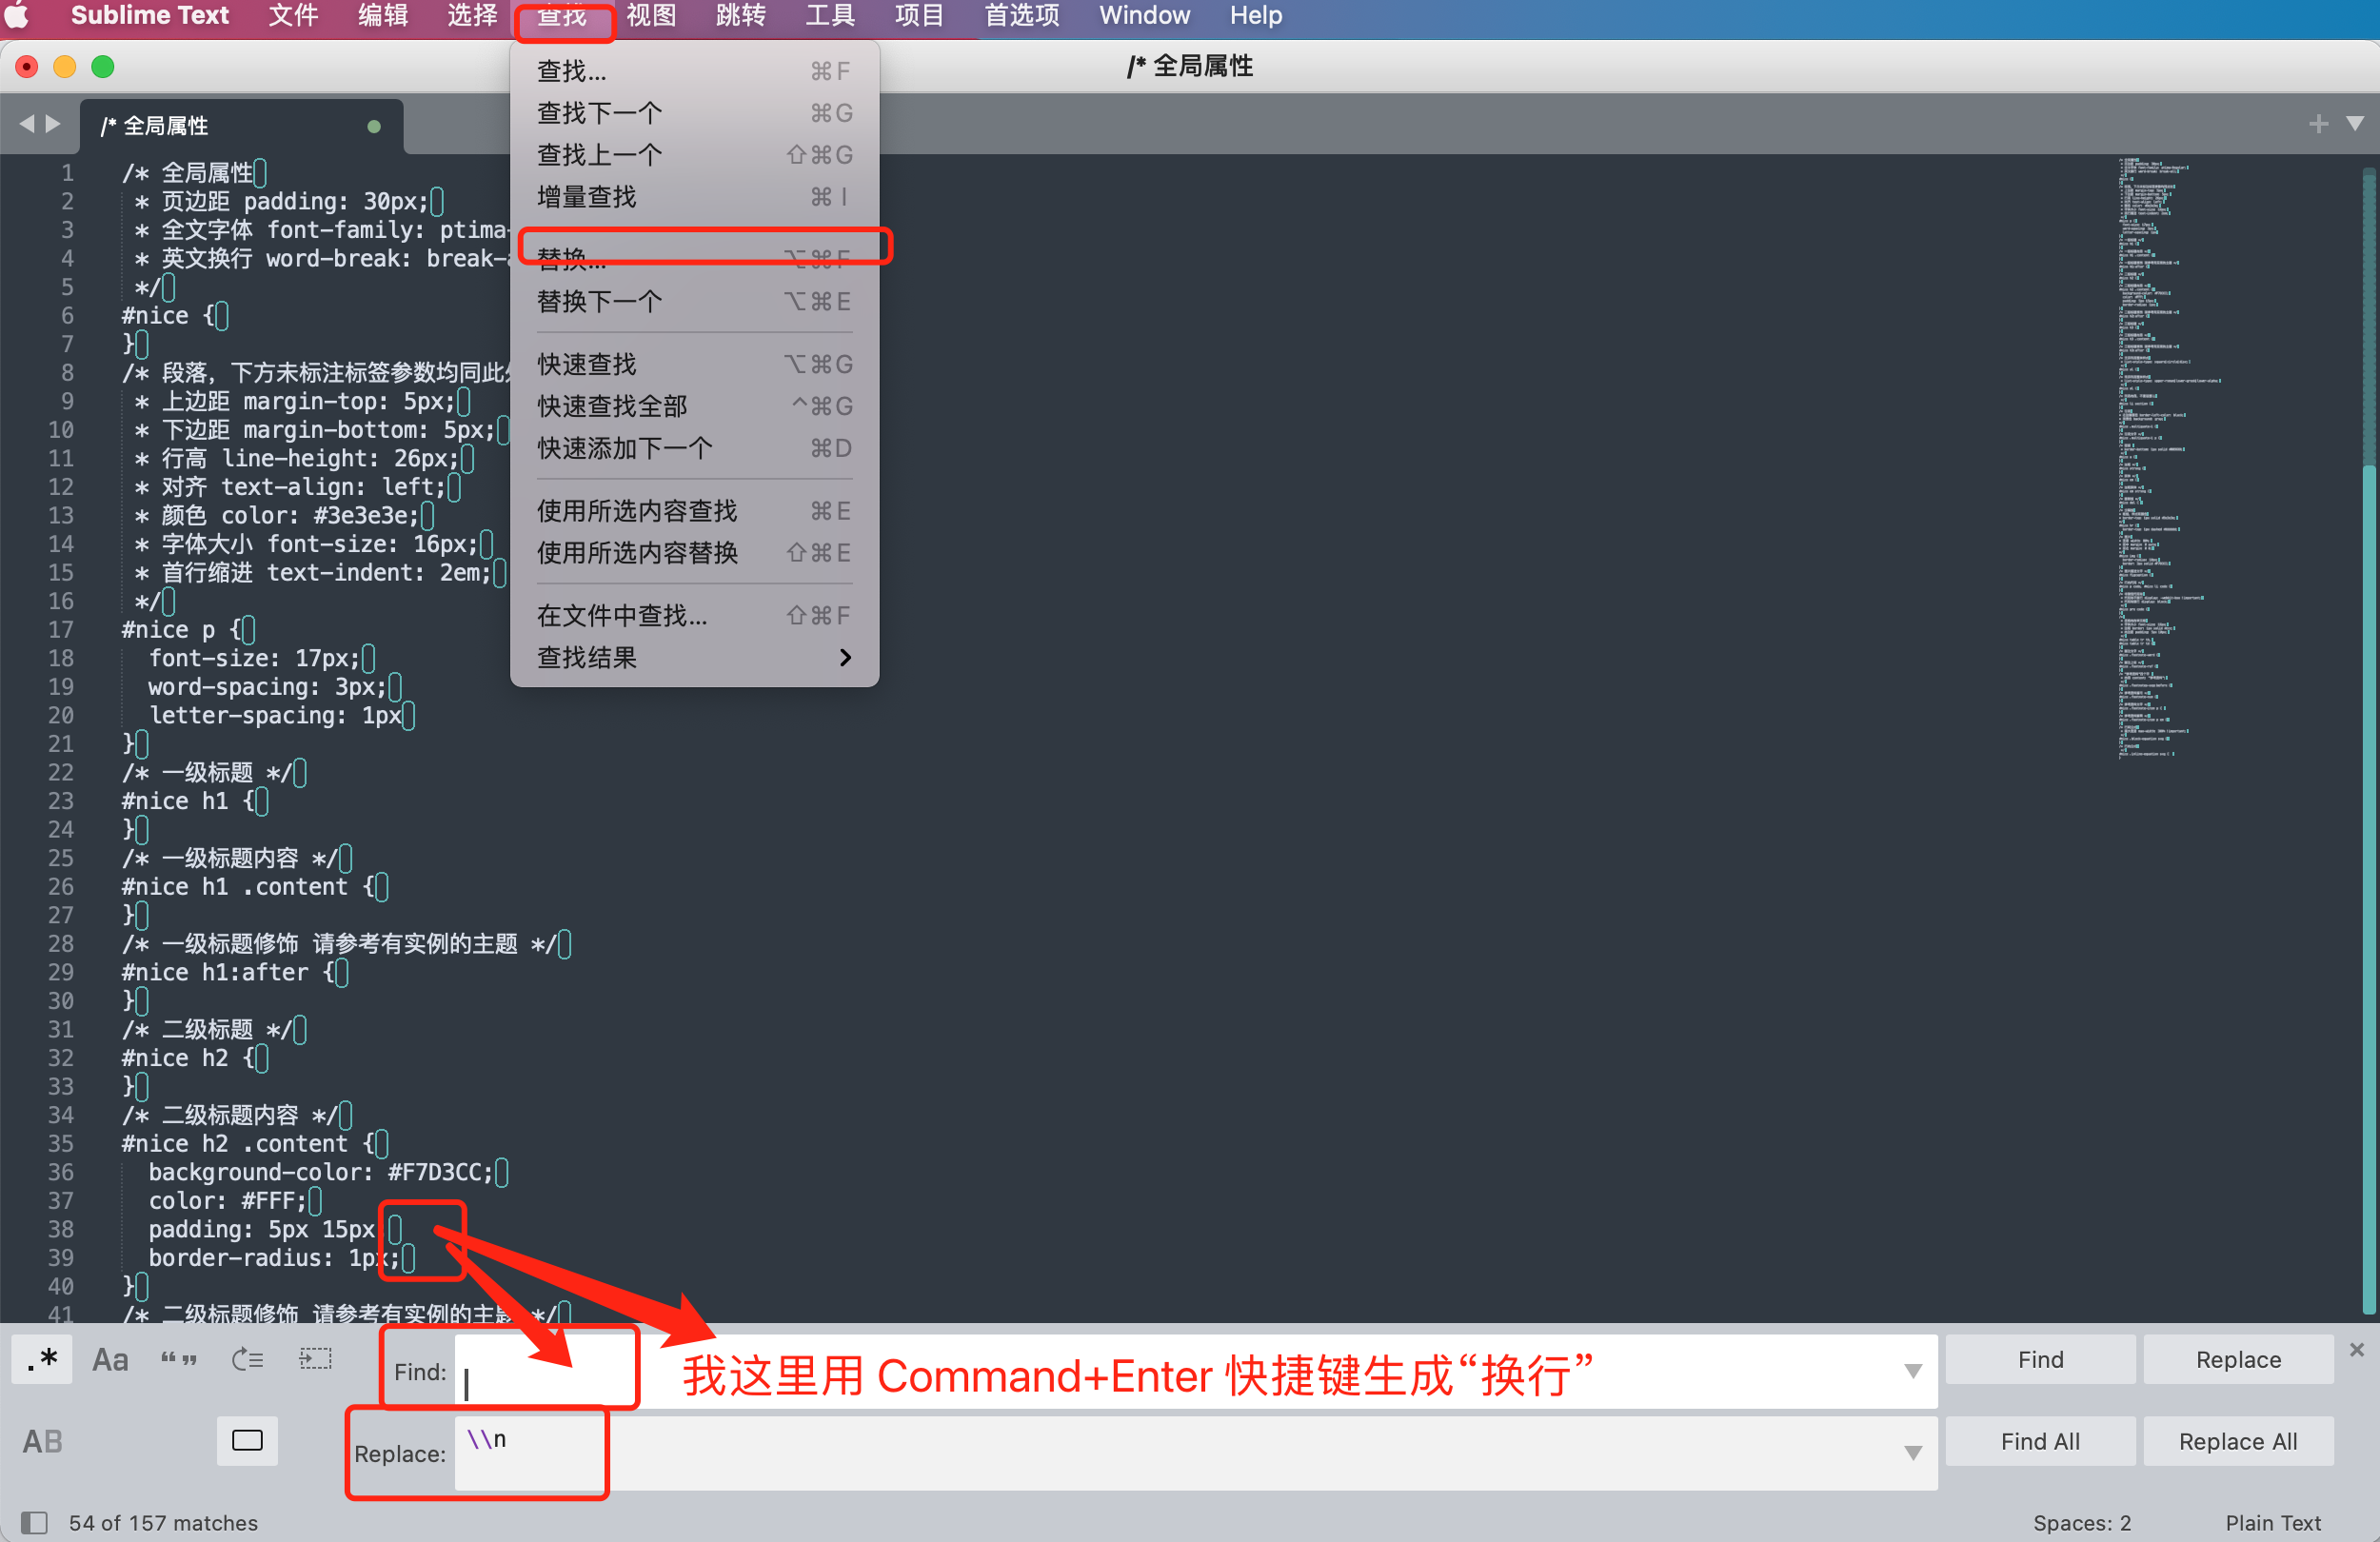 Sublime Text 文件 编辑 选择 查找 视图 跳转 工具 项目 首选项 Window Help
/* 全局属性
/* 全局属性
查找... ⌘F
查找下一个 ⌘G
查找上一个 ⇧⌘G
增量查找 ⌘I
替换... ⌥⌘F
替换下一个 ⌥⌘E
快速查找 ⌥⌘G
快速查找全部 ^⌘G
快速添加下一个 ⌘D
使用所选内容查找 ⌘E
使用所选内容替换 ⇧⌘E
在文件中查找... ⇧⌘F
查找结果
1 /* 全局属性
2 * 页边距 padding: 30px;
3 * 全文字体 font-family: ptima-
4 * 英文换行 word-break: break-
5 */
6 #nice {
7 }
8 /* 段落，下方未标注标签参数均同此
9 * 上边距 margin-top: 5px;
10 * 下边距 margin-bottom: 5px;
11 * 行高 line-height: 26px;
12 * 对齐 text-align: left;
13 * 颜色 color: #3e3e3e;
14 * 字体大小 font-size: 16px;
15 * 首行缩进 text-indent: 2em;
16 */
17 #nice p {
18 font-size: 17px;
19 word-spacing: 3px;
20 letter-spacing: 1px
21 }
22 /* 一级标题 */
23 #nice h1 {
24 }
25 /* 一级标题内容 */
26 #nice h1 .content {
27 }
28 /* 一级标题修饰 请参考有实例的主题 */
29 #nice h1:after {
30 }
31 /* 二级标题 */
32 #nice h2 {
33 }
34 /* 二级标题内容 */
35 #nice h2 .content {
36 background-color: #F7D3CC;
37 color: #FFF;
38 padding: 5px 15px
39 border-radius: 1px;
40 }
41 /* 二级标题修饰 请参考有实例的主题 */
.* Aa “” Find: 我这里用 Command+Enter 快捷键生成“换行” Find Replace
AB Replace: \\n Find All Replace All
54 of 157 matches Spaces: 2 Plain Text